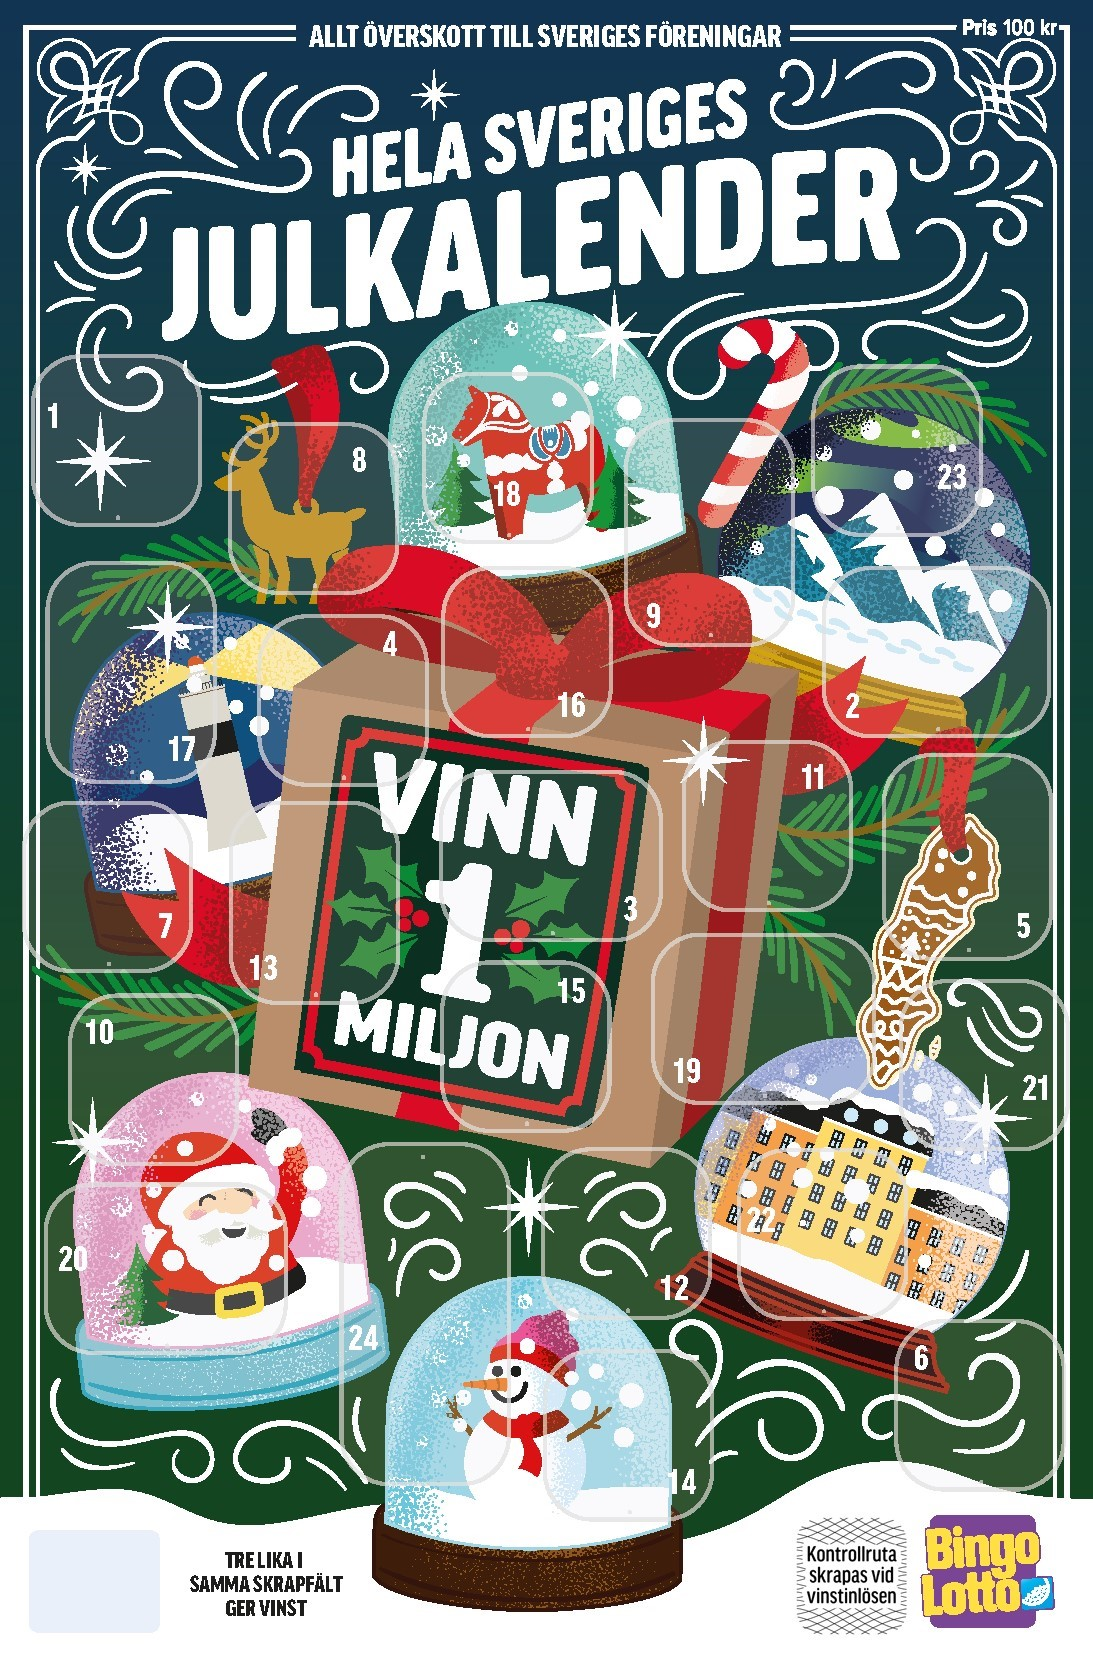 ALLT ÖVERSKOTT TILL SVERIGES FÖRENINGAR
Pris 100 kr
HELA SVERIGES
JULKALENDER
1
8
18
23
4
9
16
2
17
11
VINN
1
MILJON
7
3
5
13
15
10
19
21
20
22
24
12
6
14
TRE LIKA I
SAMMA SKRAPFÄLT
GER VINST
Kontrollruta
skrapas vid
vinstinlösen
Bingo
Lotto